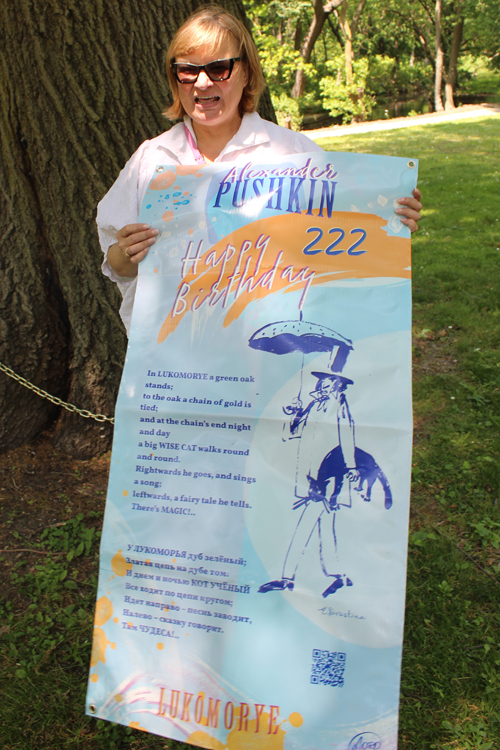 Alexander
PUSHKIN
222
Happy
Birthday
In LUKOMORYE a green oak
stands;
to the oak a chain of gold is
tied;
and at the chain's end night
and day
a big WISE CAT walks round
and round.
Rightwards he goes, and sings
a song;
leftwards, a fairy tale he tells.
There's MAGIC!..
У ЛУКОМОРЬЯ дуб зелёный;
Златая цепь на дубе том:
И днем и ночью КОТ УЧЁНЫЙ
Всё ходит по цепи кругом;
Идет направо – песнь заводит,
Налево – сказку говорит.
Там ЧУДЕСА!..
LUKOMORYE